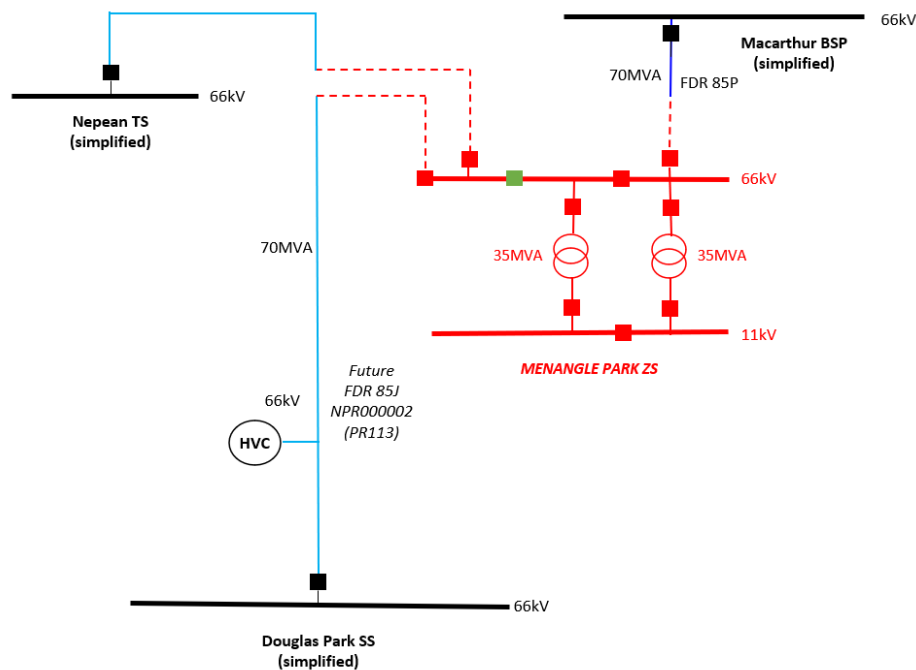 66kV
Macarthur BSP
(simplified)
70MVA
FDR 85P
66kV
Nepean TS
(simplified)
66kV
70MVA
35MVA
35MVA
11kV
MENANGLE PARK ZS
Future
FDR 85J
NPR000002
(PR113)
66kV
HVC
66kV
Douglas Park SS
(simplified)